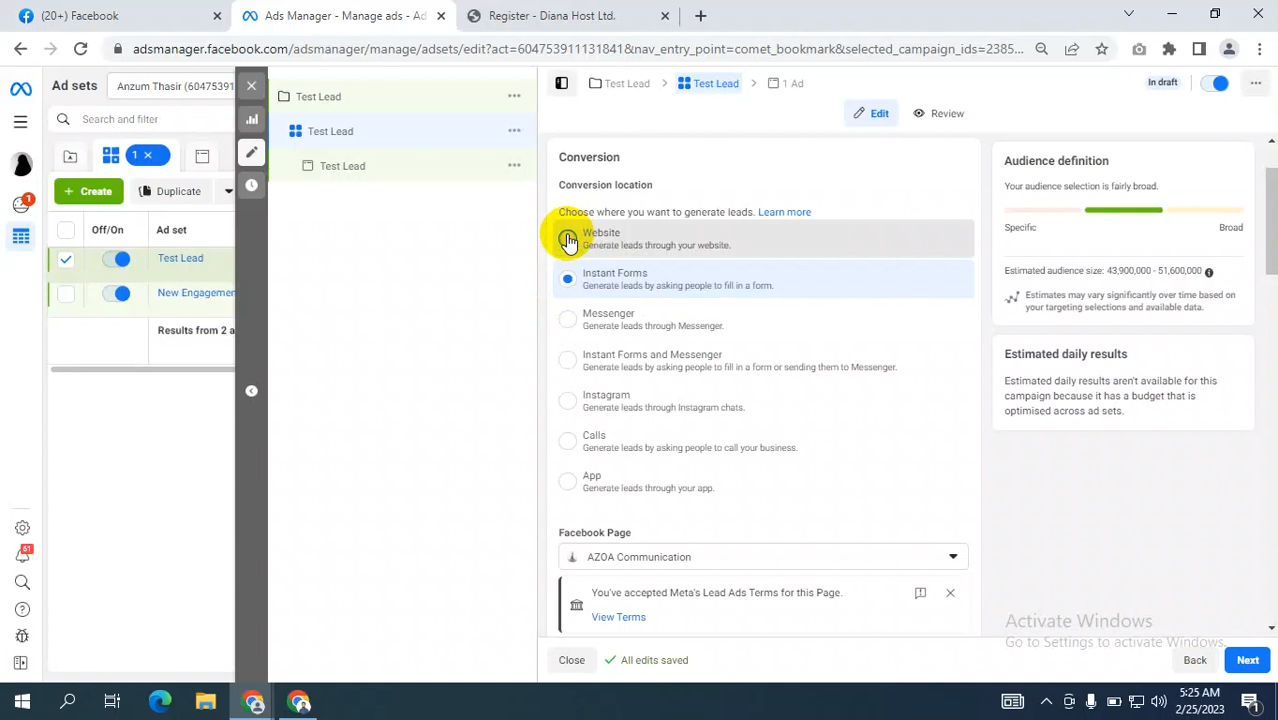 (20+) Facebook
Ads Manager - Manage ads - Ad
Register - Diana Host Ltd.
adsmanager.facebook.com/adsmanager/manage/adsets/edit?act=604753911131841&nav_entry_point=comet_bookmark&selected_campaign_ids=2385...
Ad sets
Anzum Thasir (6047539
Search and filter
1
Create
Duplicate
Off/On
Ad set
Test Lead
New Engagemen
Results from 2 a
1
51
Test Lead
Test Lead
Test Lead
Test Lead
Test Lead
1 Ad
In draft
Edit
Review
Conversion
Conversion location
Choose where you want to generate leads. Learn more
Website
Generate leads through your website.
Instant Forms
Generate leads by asking people to fill in a form.
Messenger
Generate leads through Messenger.
Instant Forms and Messenger
Generate leads by asking people to fill in a form or sending them to Messenger.
Instagram
Generate leads through Instagram chats.
Calls
Generate leads by asking people to call your business.
App
Generate leads through your app.
Facebook Page
AZOA Communication
You've accepted Meta's Lead Ads Terms for this Page.
View Terms
Close
All edits saved
Back
Next
Audience definition
Your audience selection is fairly broad.
Specific
Broad
Estimated audience size: 43,900,000 - 51,600,000
Estimates may vary significantly over time based on
your targeting selections and available data.
Estimated daily results
Estimated daily results aren't available for this
campaign because it has a budget that is
optimised across ad sets.
Activate Windows
Go to Settings to activate Windows.
5:25 AM
2/25/2023
1